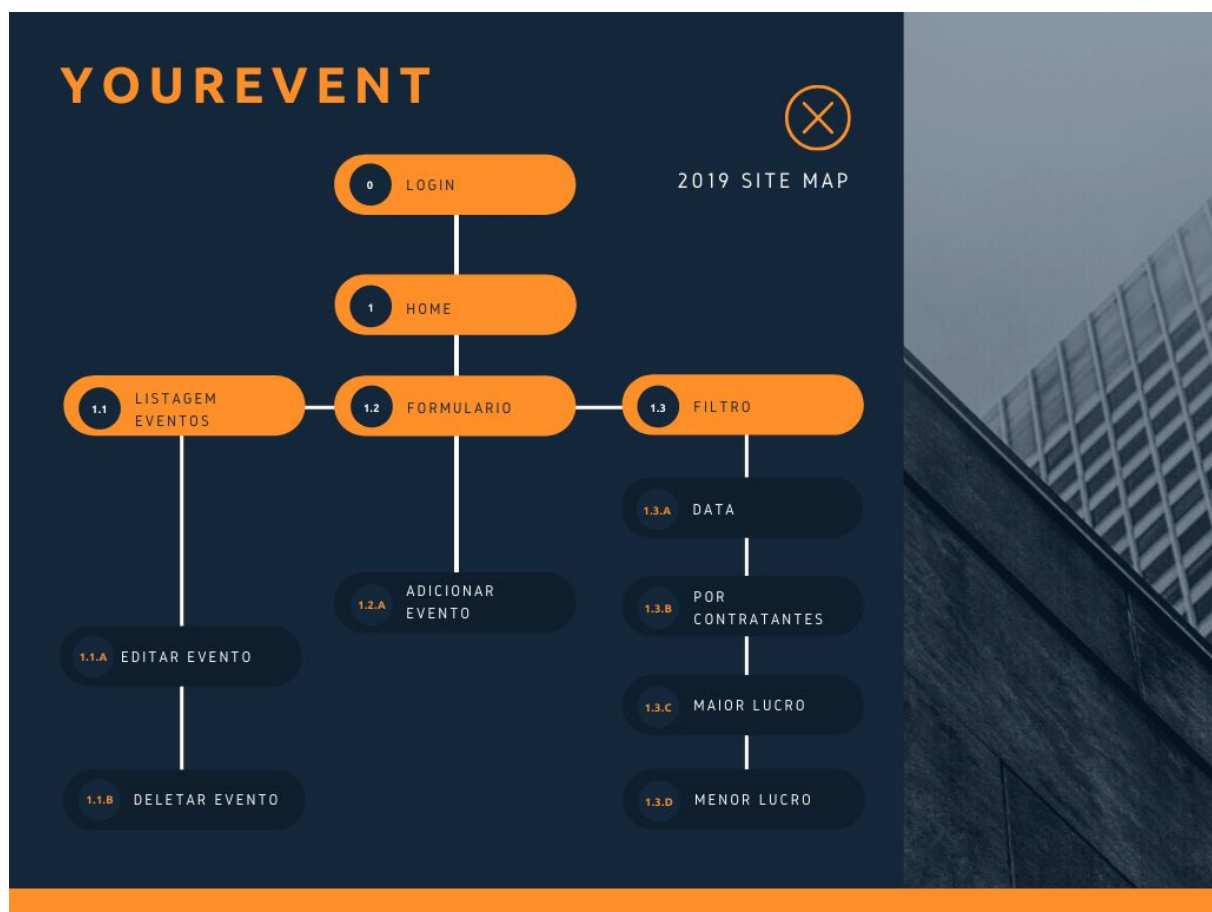 YOUREVENT
2019 SITE MAP
0 LOGIN
1 HOME
1.1 LISTAGEM
EVENTOS
1.2 FORMULARIO
1.3 FILTRO
1.1.A EDITAR EVENTO
1.1.B DELETAR EVENTO
1.2.A ADICIONAR
EVENTO
1.3.A DATA
1.3.B POR
CONTRATANTES
1.3.C MAIOR LUCRO
1.3.D MENOR LUCRO